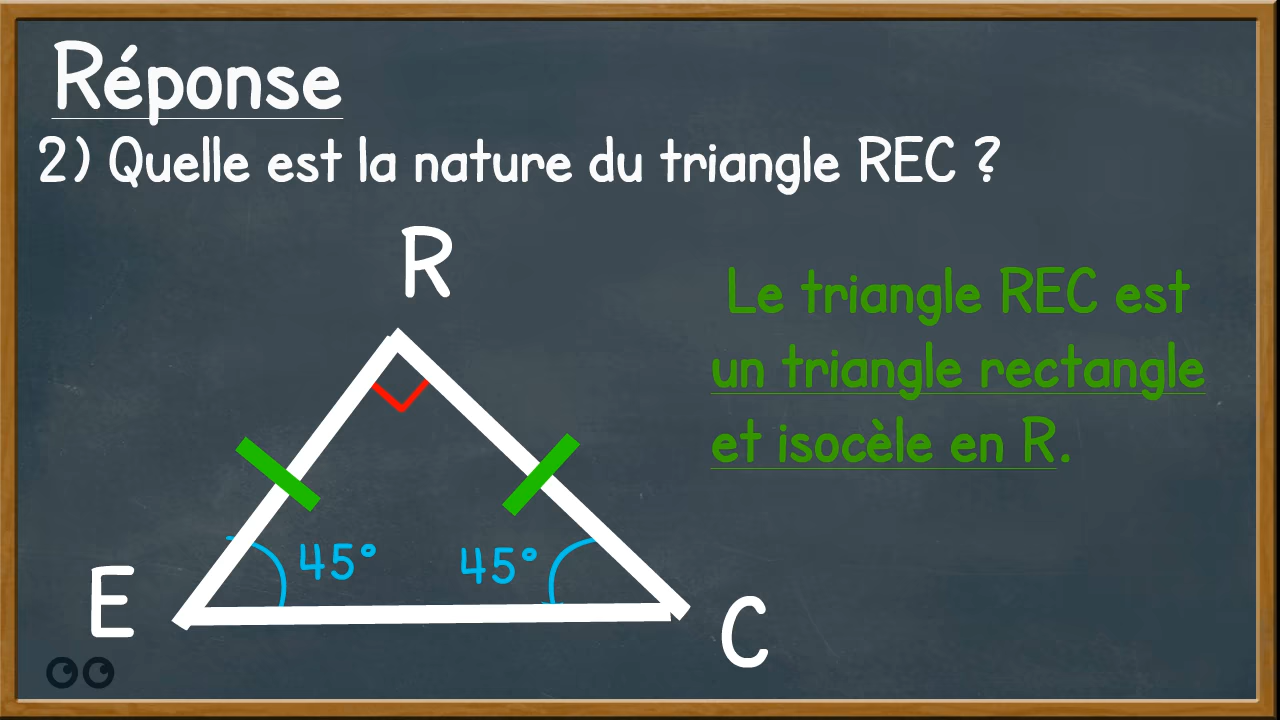 Réponse
2) Quelle est la nature du triangle REC ?
R
Le triangle REC est
un triangle rectangle
et isocèle en R.
45° 45°
E
C